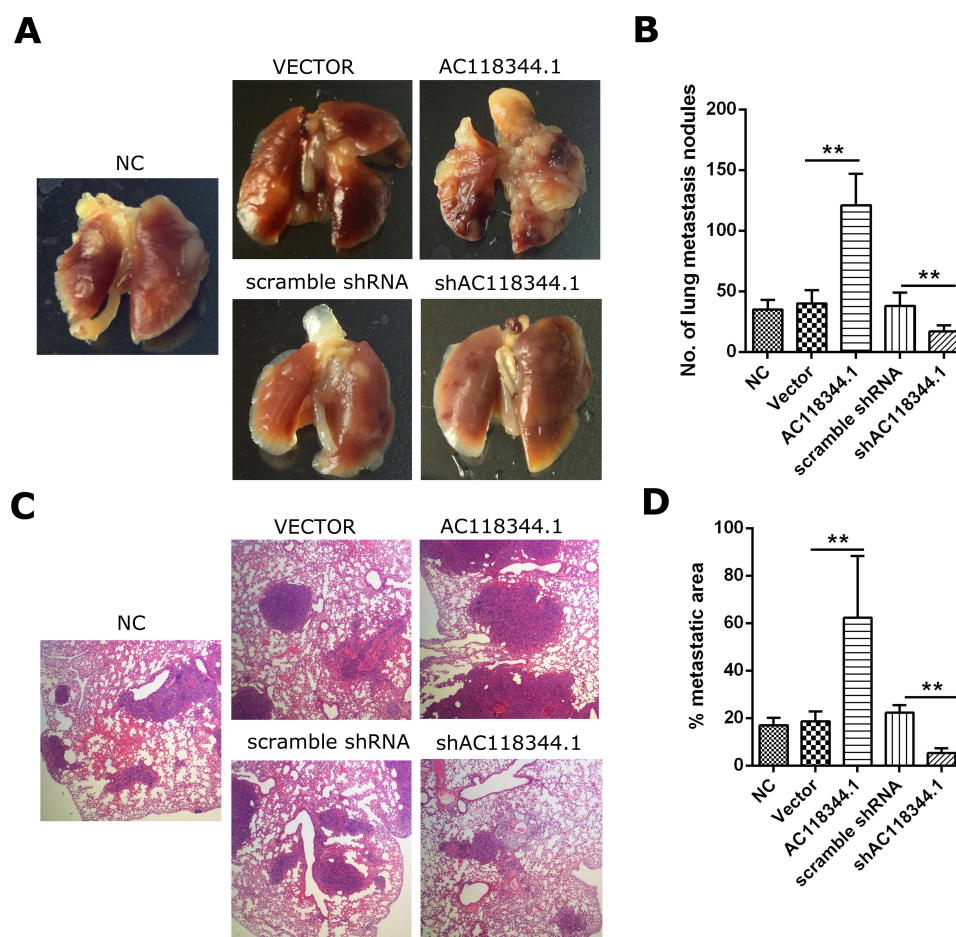 A
VECTOR
AC118344.1
NC
scramble shRNA
shAC118344.1
B
No. of lung metastasis nodules
200
150
100
50
0
**
**
NC
Vector
AC118344.1
scramble shRNA
shAC118344.1
C
VECTOR
AC118344.1
NC
scramble shRNA
shAC118344.1
D
% metastatic area
100
80
60
40
20
0
**
**
NC
Vector
AC118344.1
scramble shRNA
shAC118344.1